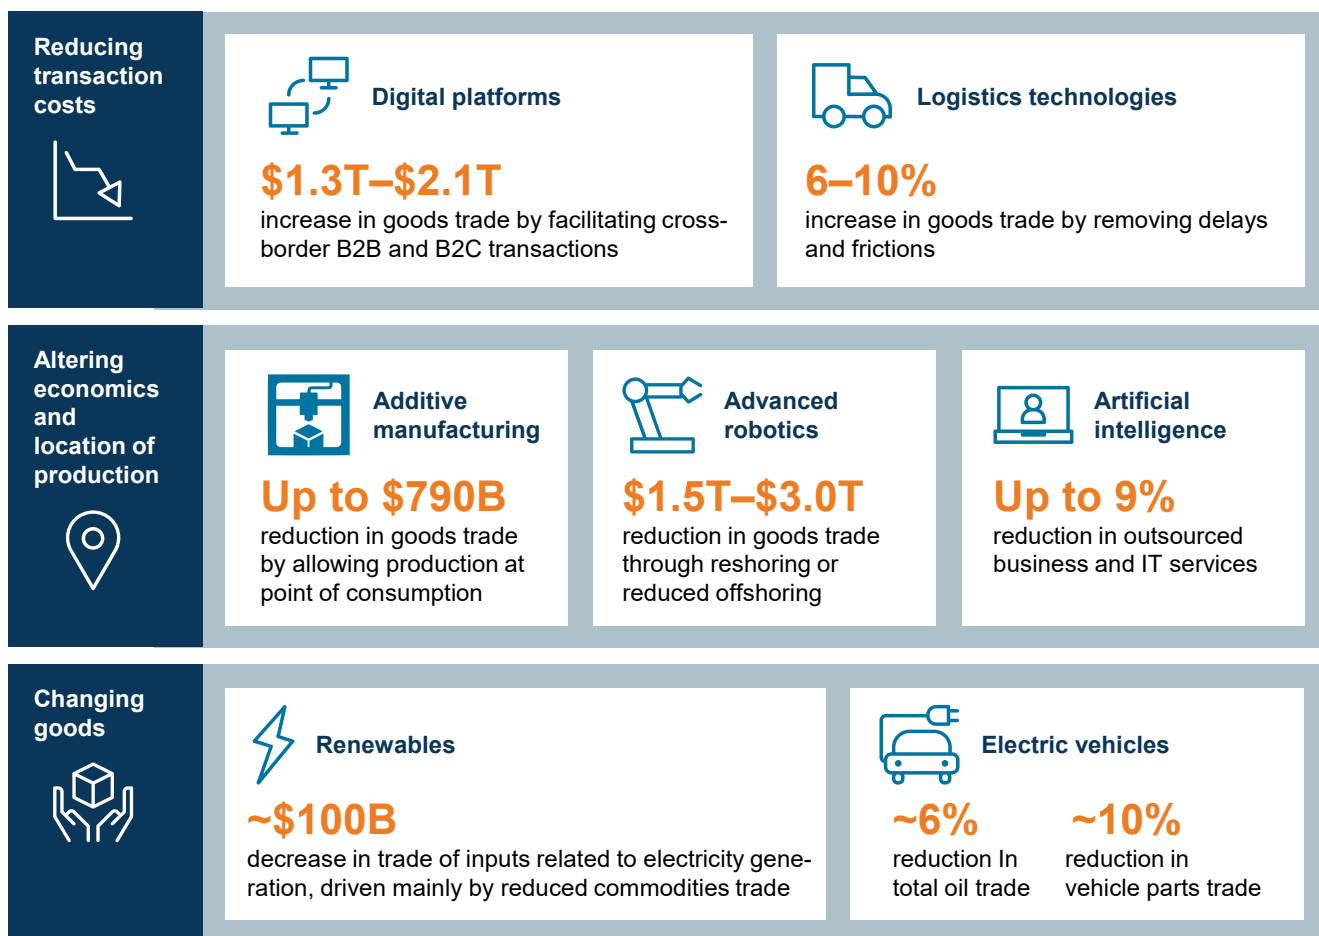 Reducing
transaction
costs
Digital platforms
$1.3T–$2.1T
increase in goods trade by facilitating cross-
border B2B and B2C transactions
Logistics technologies
6–10%
increase in goods trade by removing delays
and frictions
Altering
economics
and
location of
production
Additive
manufacturing
Up to $790B
reduction in goods trade
by allowing production at
point of consumption
Advanced
robotics
$1.5T–$3.0T
reduction in goods trade
through reshoring or
reduced offshoring
Artificial
intelligence
Up to 9%
reduction in outsourced
business and IT services
Changing
goods
Renewables
~$100B
decrease in trade of inputs related to electricity gene-
ration, driven mainly by reduced commodities trade
Electric vehicles
~6%
reduction In
total oil trade
~10%
reduction in
vehicle parts trade